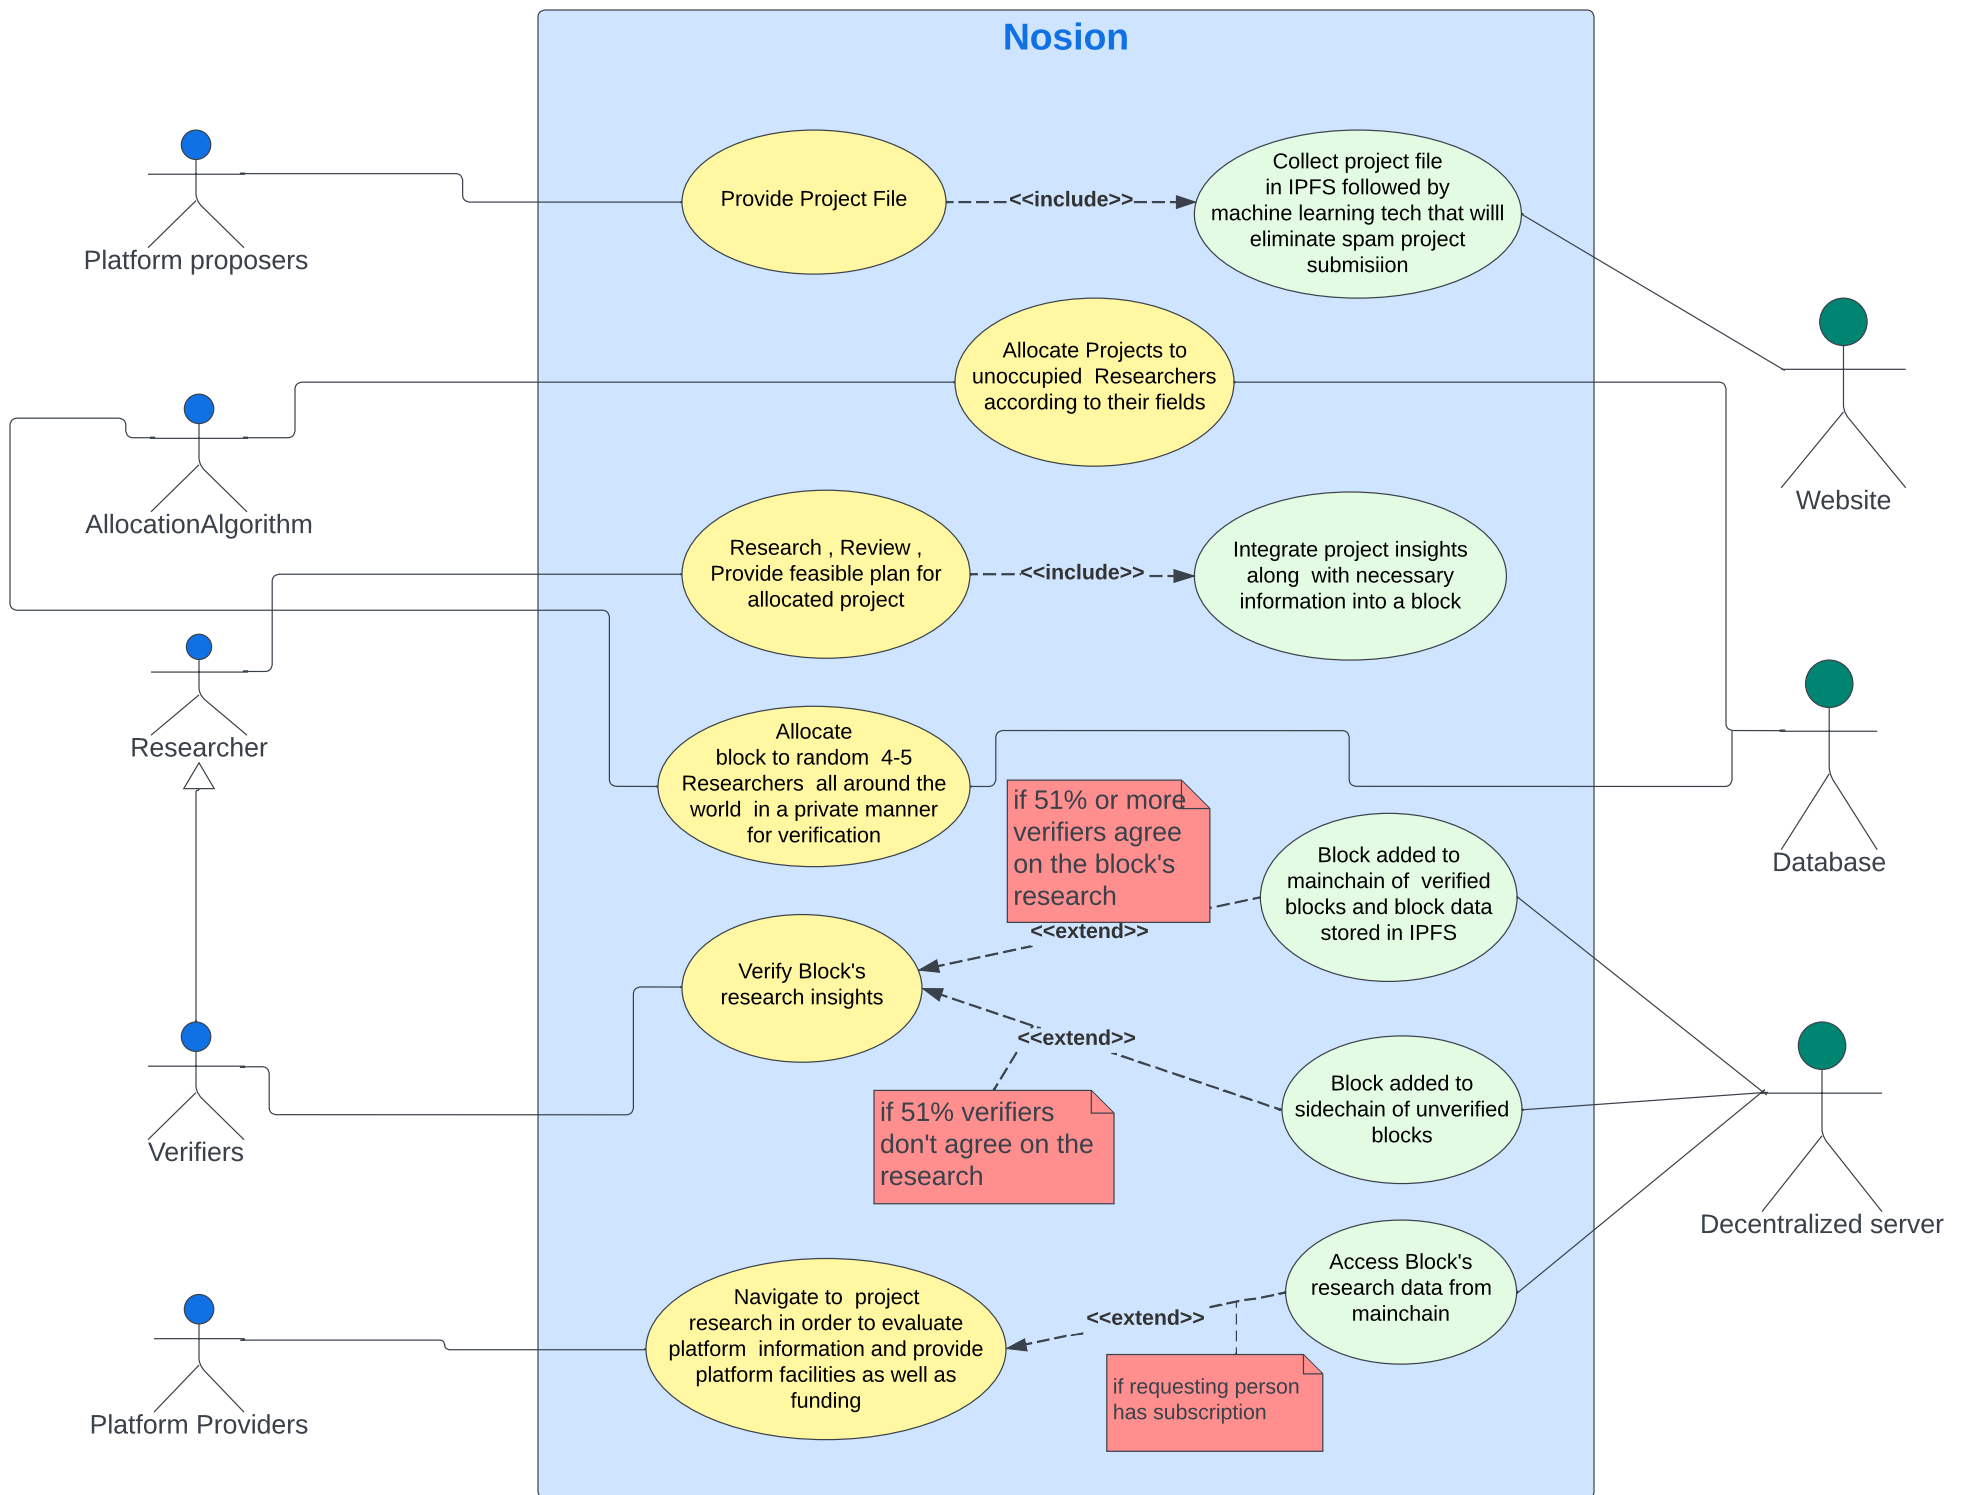 Nosion
Platform proposers
Provide Project File
<<include>>
Collect project file
in IPFS followed by
machine learning tech that willl
eliminate spam project
submisiion
Allocate Projects to
unoccupied  Researchers
according to their fields
Website
AllocationAlgorithm
Research , Review ,
Provide feasible plan for
allocated project
<<include>>
Integrate project insights
along  with necessary
information into a block
Researcher
Allocate
block to random  4-5
Researchers  all around the
world  in a private manner
for verification
if 51% or more
verifiers agree
on the block's
research
Database
Block added to
mainchain of  verified
blocks and block data
stored in IPFS
<<extend>>
Verify Block's
research insights
<<extend>>
Verifiers
if 51% verifiers
don't agree on the
research
Block added to
sidechain of unverified
blocks
Decentralized server
Access Block's
research data from
mainchain
<<extend>>
Navigate to  project
research in order to evaluate
platform  information and provide
platform facilities as well as
funding
if requesting person
has subscription
Platform Providers